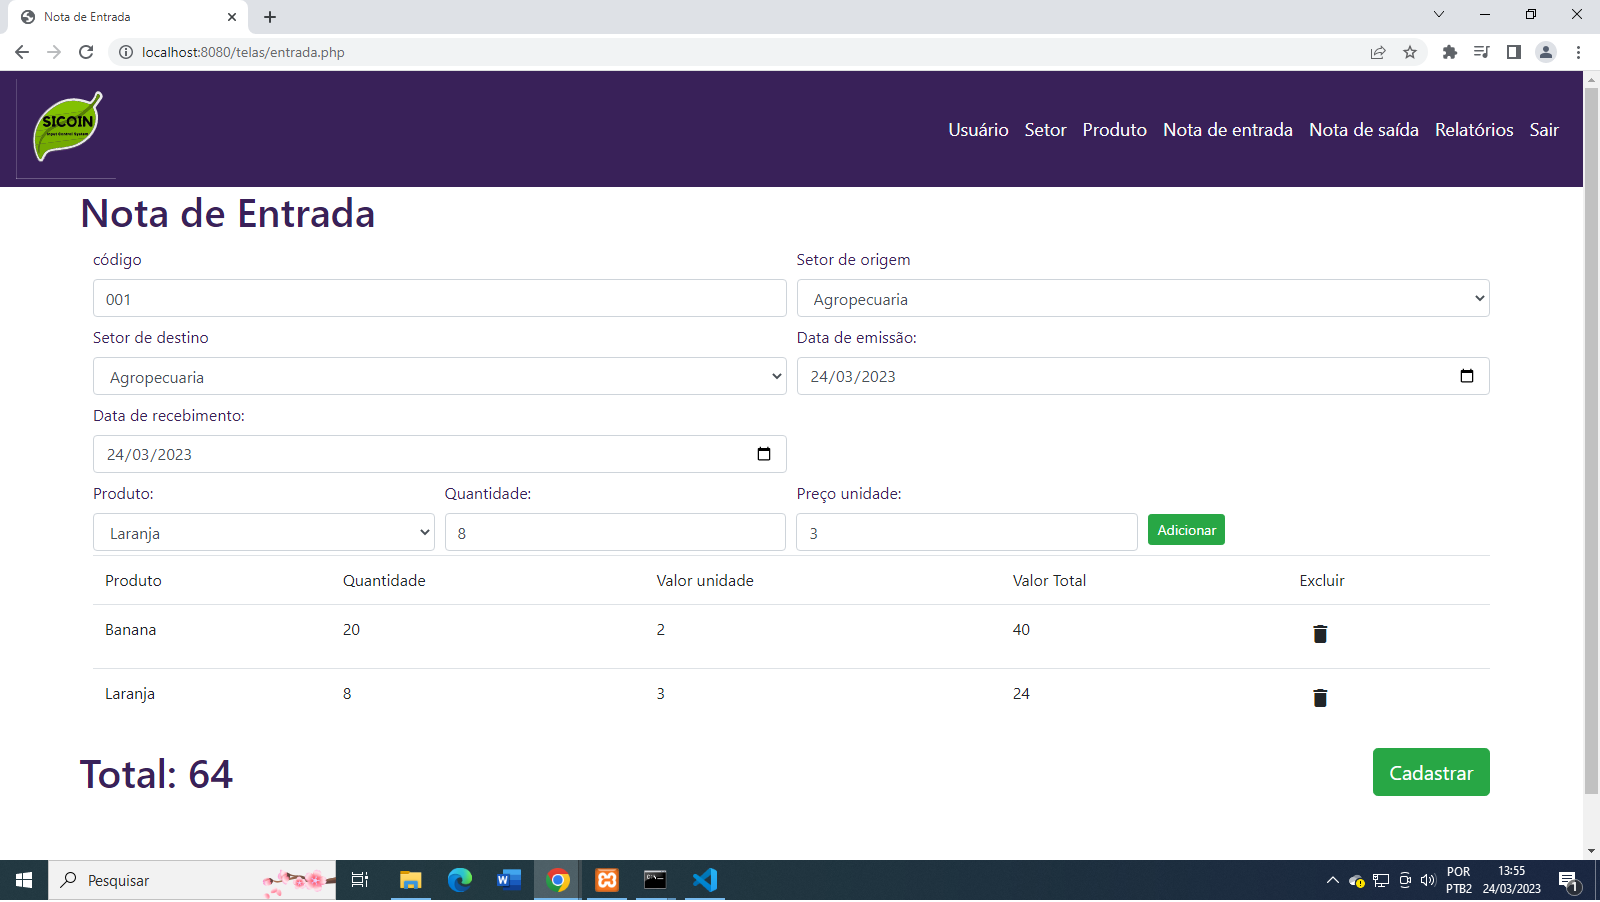 Nota de Entrada
localhost:8080/telas/entrada.php
SICOIN
Input Control System
Usuário Setor Produto Nota de entrada Nota de saída Relatórios Sair
Nota de Entrada
código Setor de origem
001 Agropecuaria
Setor de destino Data de emissão:
Agropecuaria 24/03/2023
Data de recebimento:
24/03/2023
Produto: Quantidade: Preço unidade:
Laranja 8 3 Adicionar
Produto Quantidade Valor unidade Valor Total Excluir
Banana 20 2 40
Laranja 8 3 24
Total: 64 Cadastrar
Pesquisar
POR 13:55
PTB2 24/03/2023
1